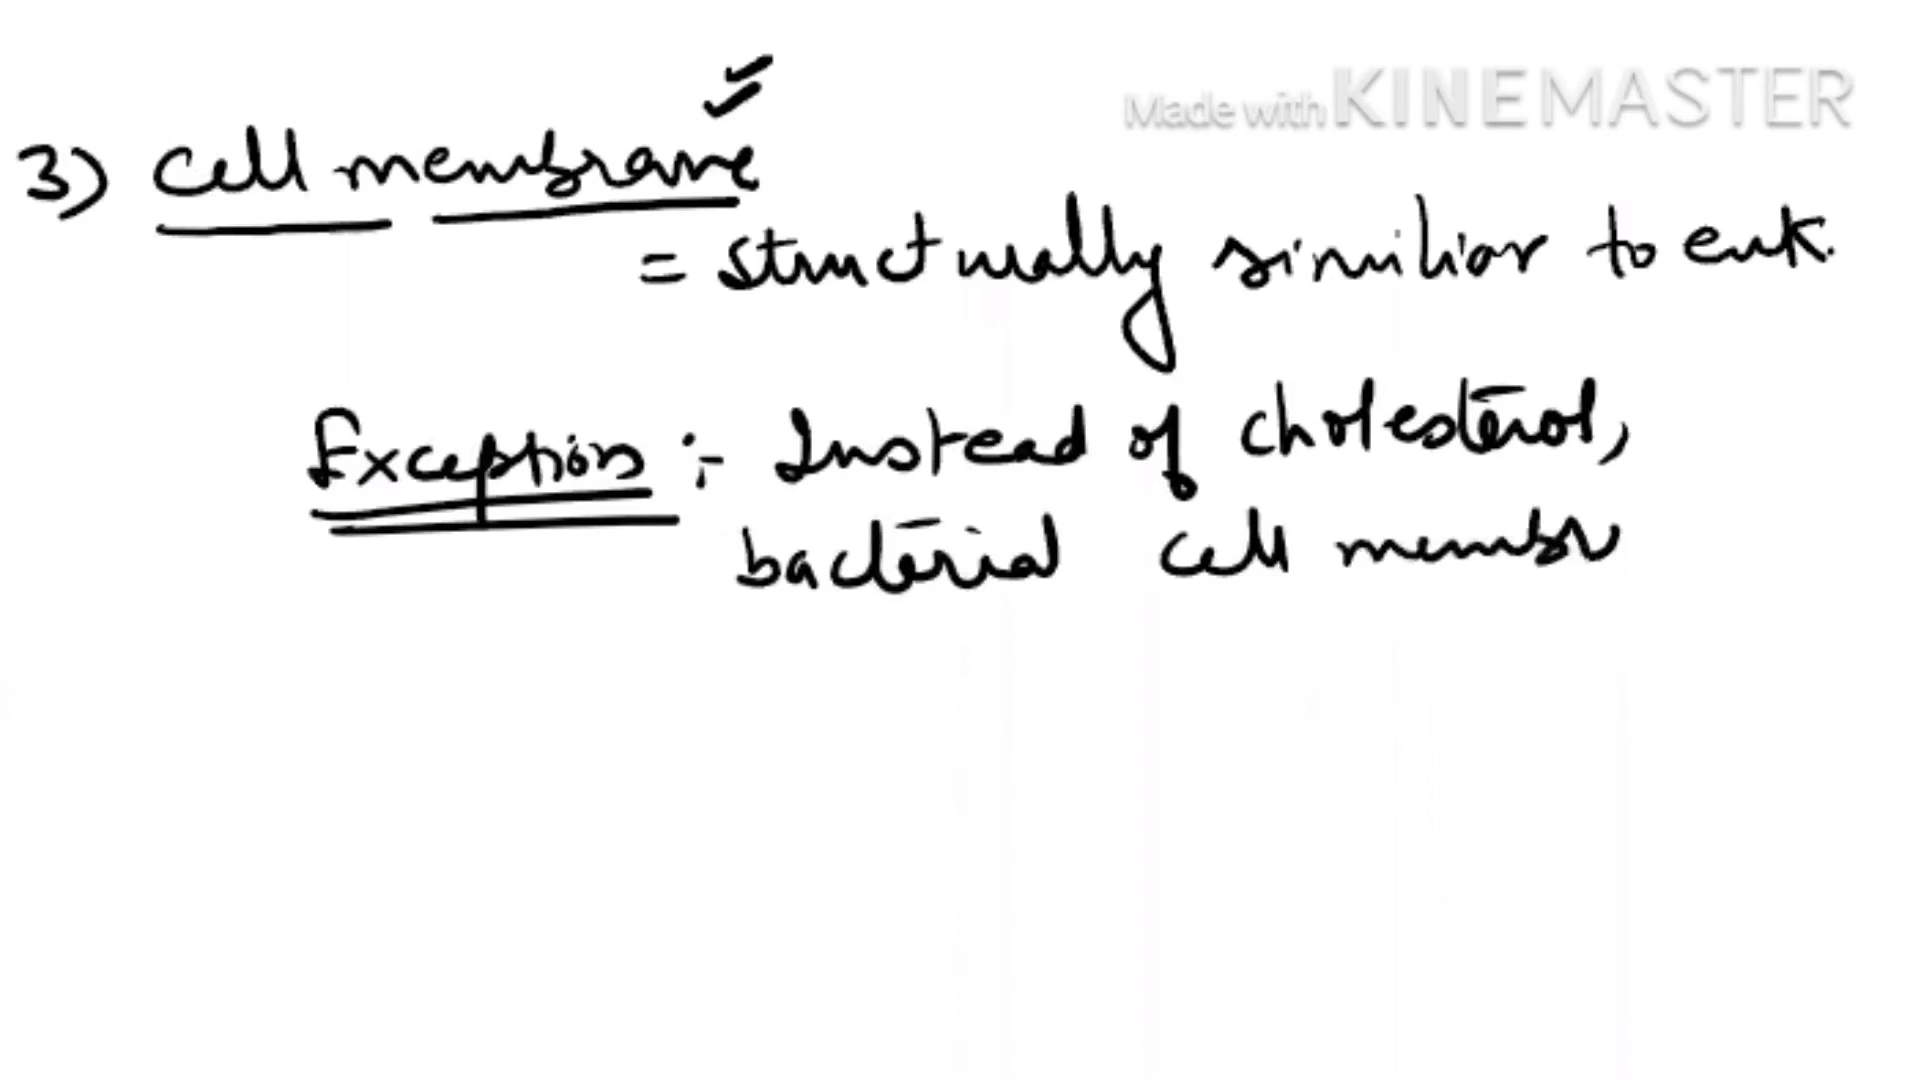 Made with KINEMASTER
3) Cell membrane
= structurally similiar to euk.
Exception :- Instead of cholesterol,
bacterial cell membr